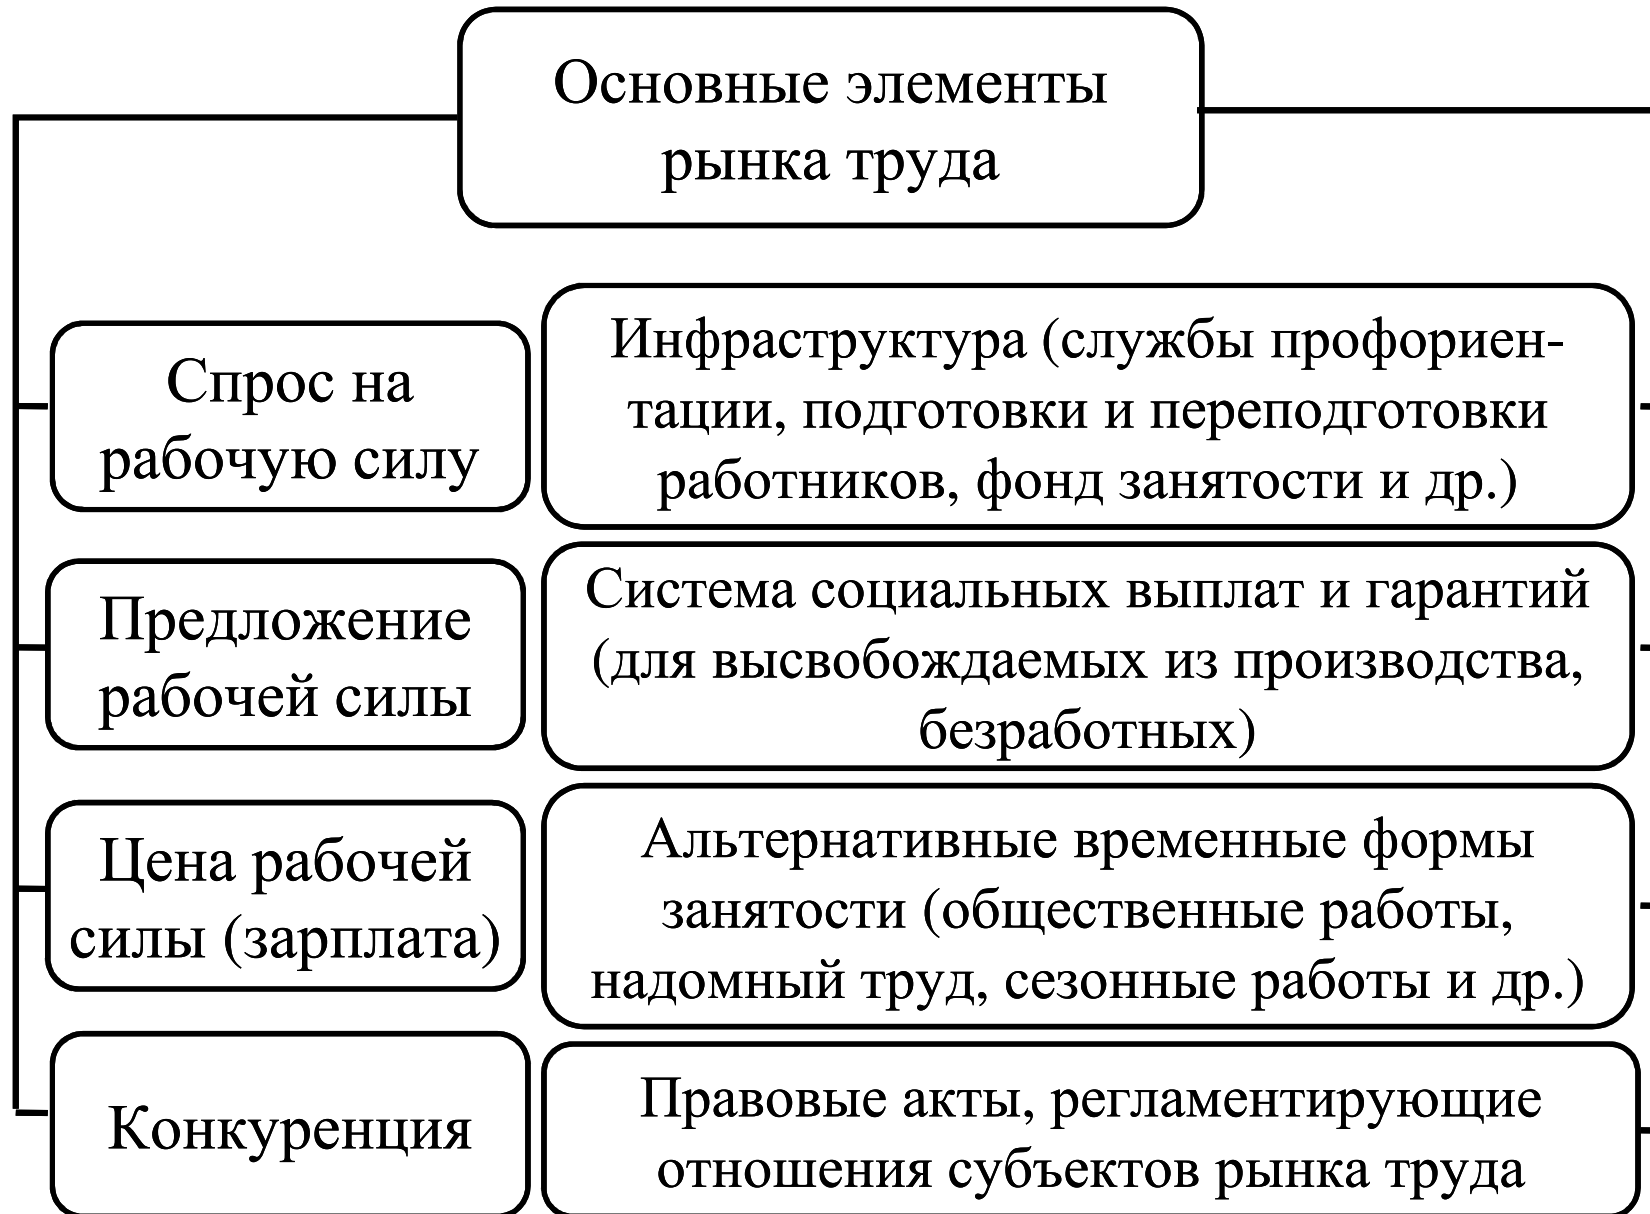 Основные элементы
рынка труда
Спрос на
рабочую силу
Предложение
рабочей силы
Цена рабочей
силы (зарплата)
Конкуренция
Инфраструктура (службы профориен-
тации, подготовки и переподготовки
работников, фонд занятости и др.)
Система социальных выплат и гарантий
(для высвобождаемых из производства,
безработных)
Альтернативные временные формы
занятости (общественные работы,
надомный труд, сезонные работы и др.)
Правовые акты, регламентирующие
отношения субъектов рынка труда